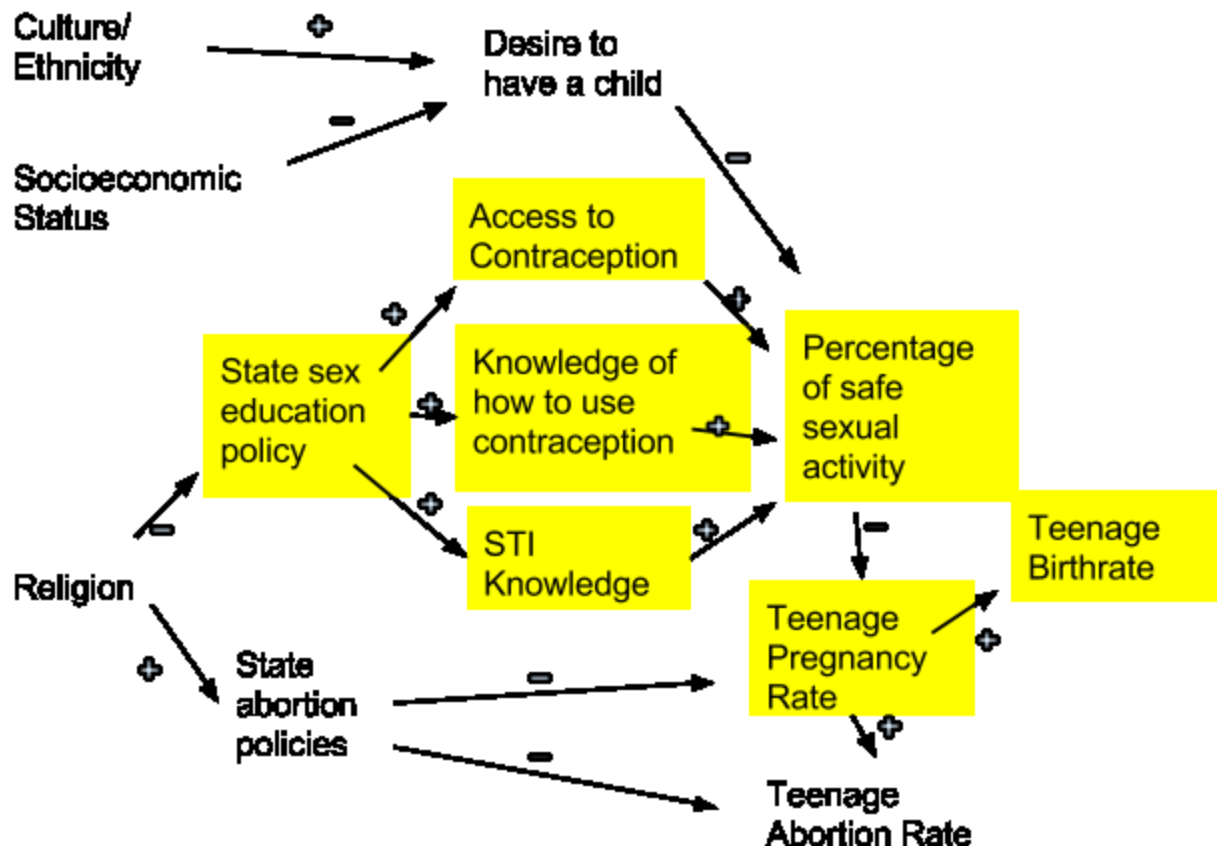 Culture/
Ethnicity
+
Desire to
have a child
-
Socioeconomic
Status
-
Access to
Contraception
+
+
State sex
education
policy
+
Knowledge of
how to use
contraception
+
Percentage
of safe
sexual
activity
+
STI
Knowledge
+
-
Teenage
Birthrate
-
Religion
+
Teenage
Pregnancy
Rate
+
State
abortion
policies
-
-
+
Teenage
Abortion Rate